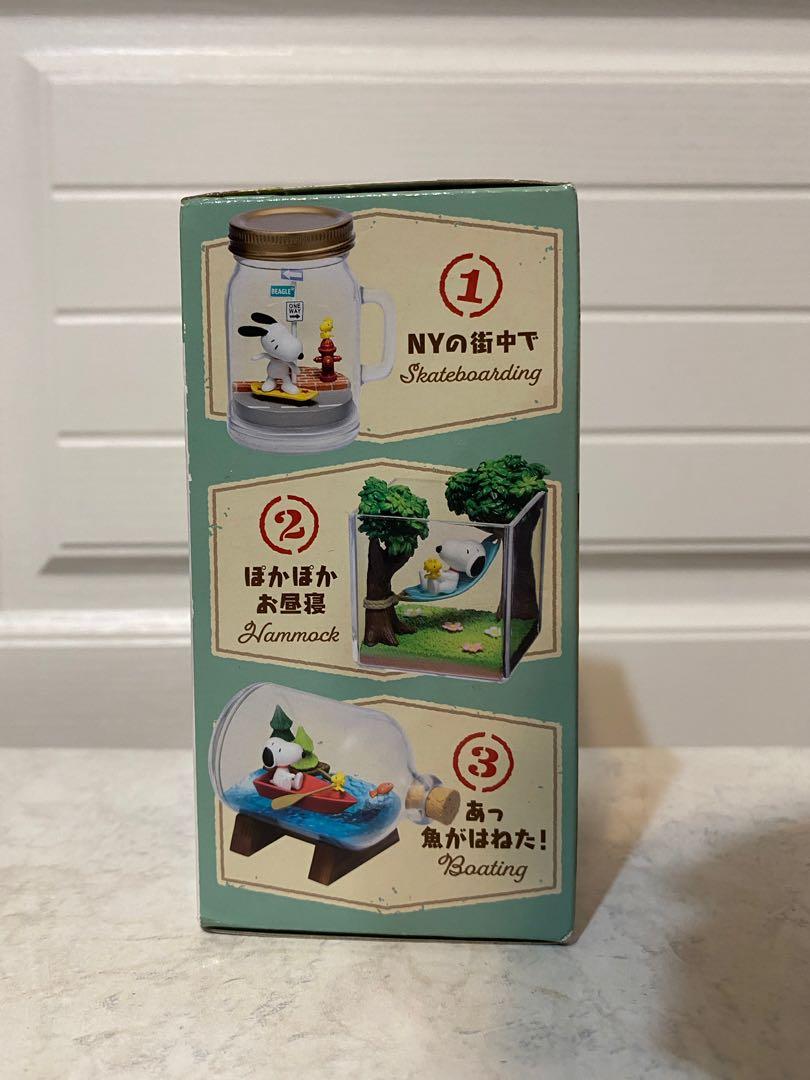 BEAGLE
ONE
WAY
1
NYの街中で
Skateboarding
2
ぽかぽか
お昼寝
Hammock
3
あっ
魚がはねた!
Boating